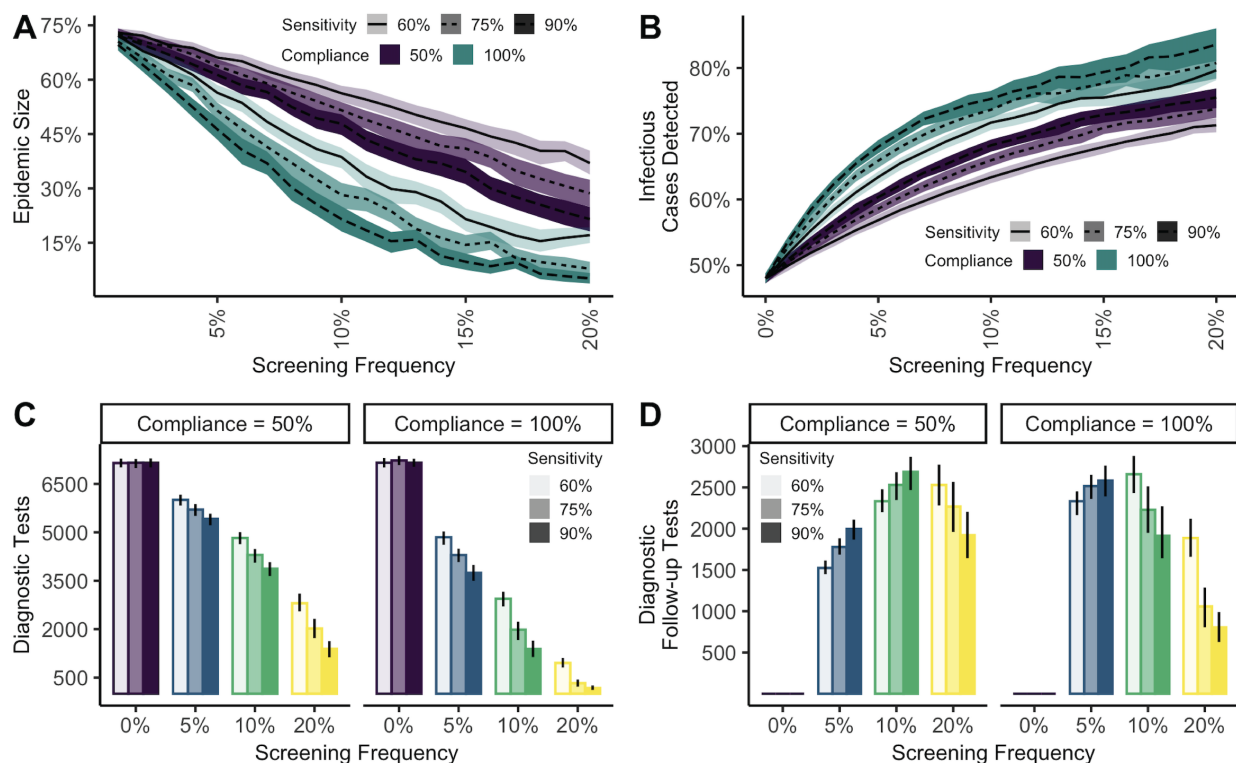 A
Epidemic Size
75%
60%
45%
30%
15%
Sensitivity 60% 75% 90%
Compliance 50% 100%
5%
10%
15%
20%
Screening Frequency
B
Infectious
Cases Detected
80%
70%
60%
50%
Sensitivity 60% 75% 90%
Compliance 50% 100%
0%
5%
10%
15%
20%
Screening Frequency
C
Compliance = 50%
Compliance = 100%
Diagnostic Tests
6500
5000
3500
2000
500
Sensitivity
60%
75%
90%
0% 5% 10% 20%
0% 5% 10% 20%
Screening Frequency
D
Compliance = 50%
Compliance = 100%
Diagnostic
Follow-up Tests
3000
2500
2000
1500
1000
500
Sensitivity
60%
75%
90%
0% 5% 10% 20%
0% 5% 10% 20%
Screening Frequency